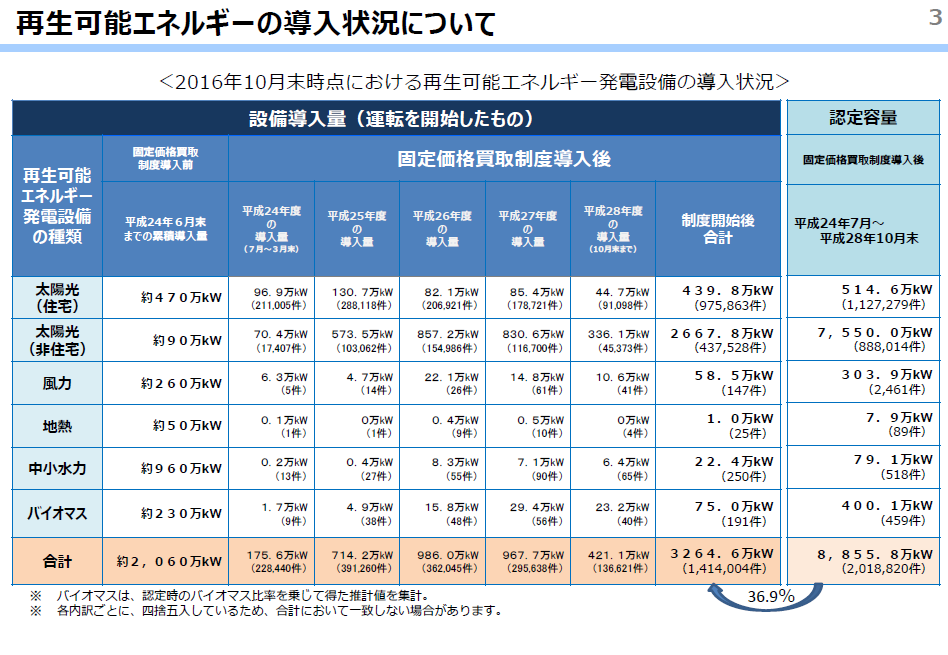 再生可能エネルギーの導入状況について
3
＜2016年10月末時点における再生可能エネルギー発電設備の導入状況＞
設備導入量（運転を開始したもの）
認定容量
再生可能
エネルギー
発電設備
の種類
固定価格買取
制度導入前
固定価格買取制度導入後
固定価格買取制度導入後
平成24年６月末
までの累積導入量
平成24年度
の
導入量
（７月～３月末）
平成25年度
の
導入量
平成26年度
の
導入量
平成27年度
の
導入量
平成28年度
の
導入量
（10月末まで）
制度開始後
合計
平成24年7月～
平成28年10月末
太陽光
（住宅）
約４７０万kW
96.9万kW
（211,005件）
130.7万kW
（288,118件）
82.1万kW
（206,921件）
85.4万kW
（178,721件）
44.7万kW
（91,098件）
４３９．８万kW
（975,863件）
５１４．６万kW
（1,127,279件）
太陽光
（非住宅）
約９０万kW
70.4万kW
（17,407件）
573.5万kW
（103,062件）
857.2万kW
（154,986件）
830.6万kW
（116,700件）
336.1万kW
（45,373件）
２６６７．８万kW
（437,528件）
７，５５０．０万kW
（888,014件）
風力
約２６０万kW
6.3万kW
（5件）
4.7万kW
（14件）
22.1万kW
（26件）
14.8万kW
（61件）
10.6万kW
（41件）
５８．５万kW
（147件）
３０３．９万kW
（2,461件）
地熱
約５０万kW
0.1万kW
（1件）
0万kW
（1件）
0.4万kW
（9件）
0.5万kW
（10件）
0万kW
（4件）
１．０万kW
（25件）
７．９万kW
（89件）
中小水力
約９６０万kW
0.2万kW
（13件）
0.4万kW
（27件）
8.3万kW
（55件）
7.1万kW
（90件）
6.4万kW
（65件）
２２．４万kW
（250件）
７９．１万kW
（518件）
バイオマス
約２３０万kW
1.7万kW
（9件）
4.9万kW
（38件）
15.8万kW
（48件）
29.4万kW
（56件）
23.2万kW
（40件）
７５．０万kW
（191件）
４００．１万kW
（459件）
合計
約２，０６０万kW
175.6万kW
（228,440件）
714.2万kW
（391,260件）
986.0万kW
（362,045件）
967.7万kW
（295,638件）
421.1万kW
（136,621件）
３２６４．６万kW
（1,414,004件）
８，８５５．８万kW
（2,018,820件）
36.9％
※　バイオマスは、認定時のバイオマス比率を乗じて得た推計値を集計。
※　各内訳ごとに、四捨五入しているため、合計において一致しない場合があります。